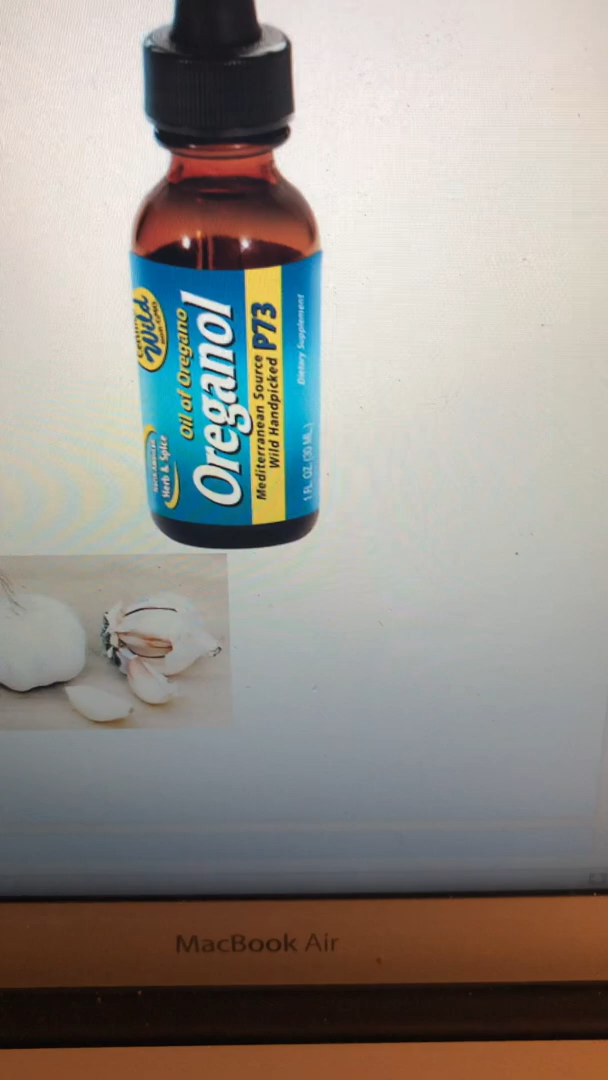 Wild
Herb & Spice
Oil of Oregano
Oreganol
Mediterranean Source
Wild Handpicked
P73
Dietary Supplement
1 FL. OZ. (30 ML.)
MacBook Air